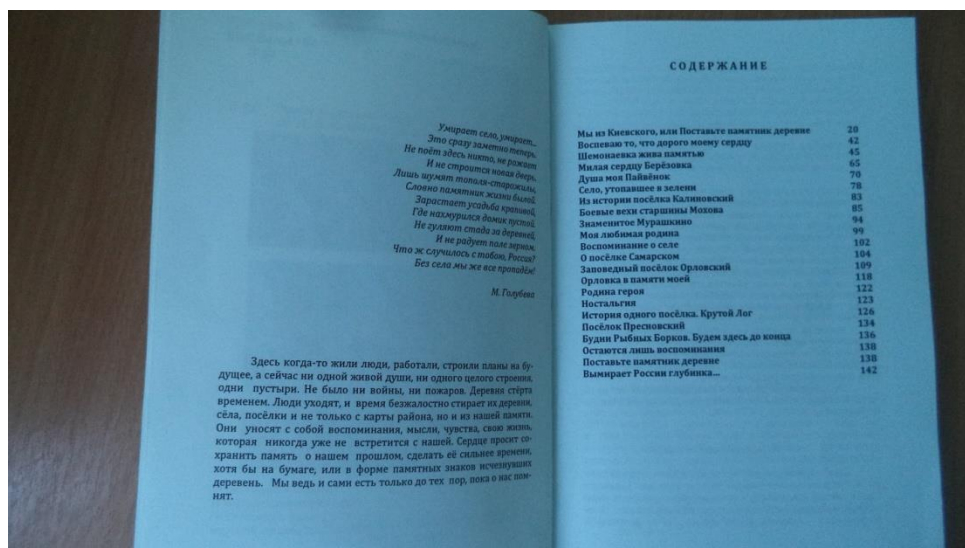 Умирает село, умирает...
Это сразу заметно теперь,
Не поёт здесь никто, не рожает
И не строится новая дверь,
Лишь шумят тополя-старожилы,
Словно памятник жизни былой.
Зарастает усадьба крапивой,
Где нахмурился домик пустой.
Не гуляют стада за деревней,
И не радует поле зерном.
Что ж случилось с тобою, Россия?
Без села мы же все пропадём!
М. Голубева
Здесь когда-то жили люди, работали, строили планы на бу-
дущее, а сейчас ни одной живой души, ни одного целого строения,
одни пустыри. Не было ни войны, ни пожаров. Деревня стёрта
временем. Люди уходят, и время безжалостно стирает их деревни,
сёла, посёлки и не только с карты района, но и из нашей памяти.
Они уносят с собой воспоминания, мысли, чувства, свою жизнь,
которая никогда уже не встретится с нашей. Сердце просит со-
хранить память о нашем прошлом, сделать её сильнее времени,
хотя бы на бумаге, или в форме памятных знаков исчезнувших
деревень. Мы ведь и сами есть только до тех пор, пока о нас пом-
нят.
СОДЕРЖАНИЕ
Мы из Киевского, или Поставьте памятник деревне 20
Воспеваю то, что дорого моему сердцу 42
Шемонаевка жива памятью 45
Милая сердцу Берёзовка 65
Душа моя Пайвёнок 70
Село, утопавшее в зелени 78
Из истории посёлка Калиновский 83
Боевые вехи старшины Мохова 85
Знаменитое Мурашкино 94
Моя любимая родина 99
Воспоминание о селе 102
О посёлке Самарском 104
Заповедный посёлок Орловский 109
Орловка в памяти моей 118
Родина героя 122
Ностальгия 123
История одного посёлка. Крутой Лог 126
Посёлок Пресновский 134
Будни Рыбных Борков. Будем здесь до конца 136
Остаются лишь воспоминания 138
Поставьте памятник деревне 138
Вымирает России глубинка... 142